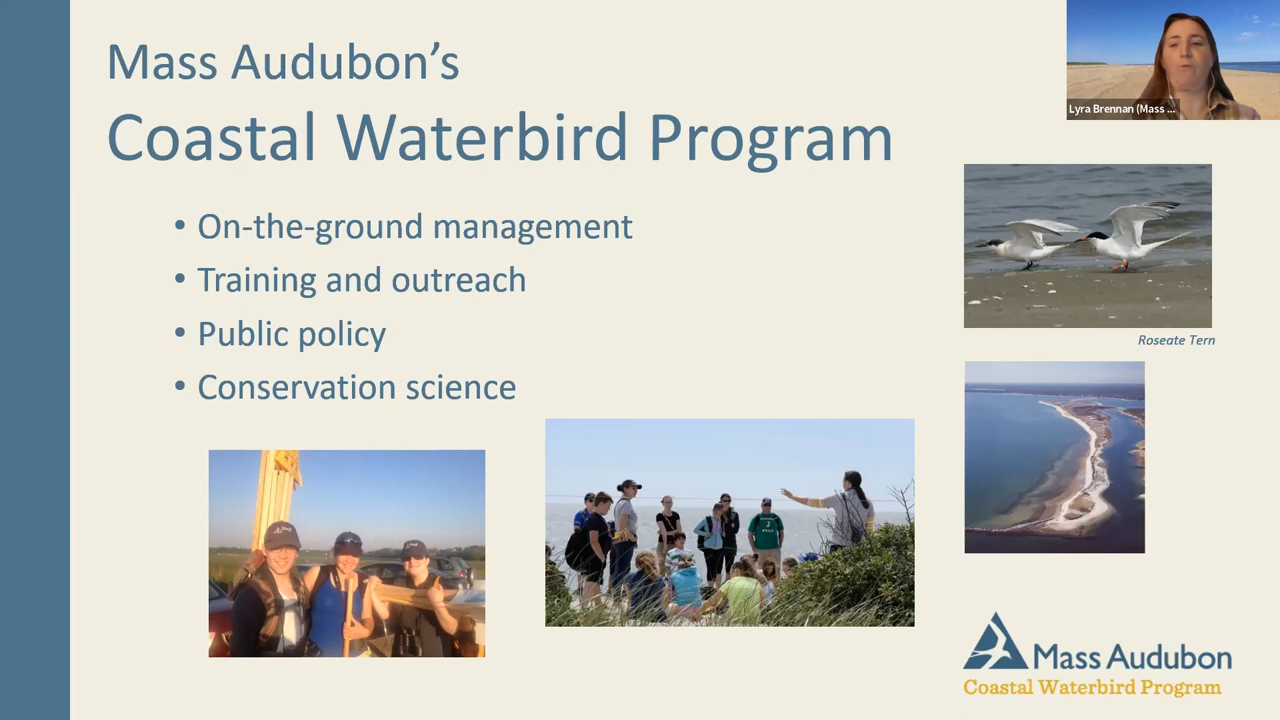 Mass Audubon’s
Coastal Waterbird Program
Lyra Brennan (Mass ...
• On-the-ground management
• Training and outreach
• Public policy
• Conservation science
Roseate Tern
Mass Audubon
Coastal Waterbird Program